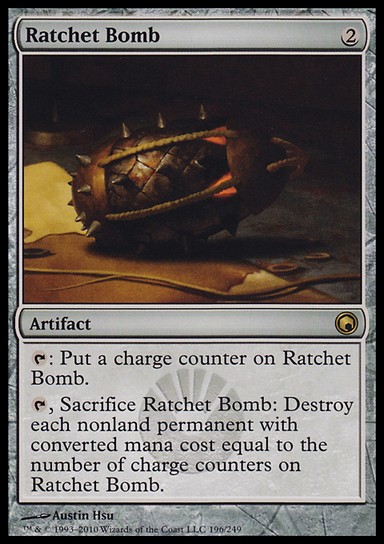 Ratchet Bomb 2
Artifact
: Put a charge counter on Ratchet
Bomb.
, Sacrifice Ratchet Bomb: Destroy
each nonland permanent with
converted mana cost equal to the
number of charge counters on
Ratchet Bomb.
Austin Hsu
™ & © 1993–2010 Wizards of the Coast LLC 196/249